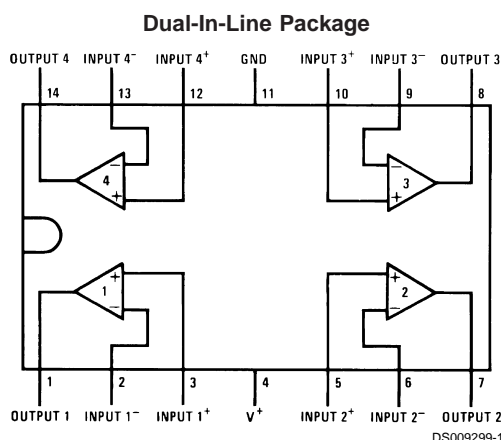 Dual-In-Line Package
OUTPUT 4 INPUT 4⁻ INPUT 4⁺ GND INPUT 3⁺ INPUT 3⁻ OUTPUT 3
14 13 12 11 10 9 8
− −
4 3
+ +
+ +
1 2
− −
1 2 3 4 5 6 7
OUTPUT 1 INPUT 1⁻ INPUT 1⁺ V⁺ INPUT 2⁺ INPUT 2⁻ OUTPUT 2
DS009299-1